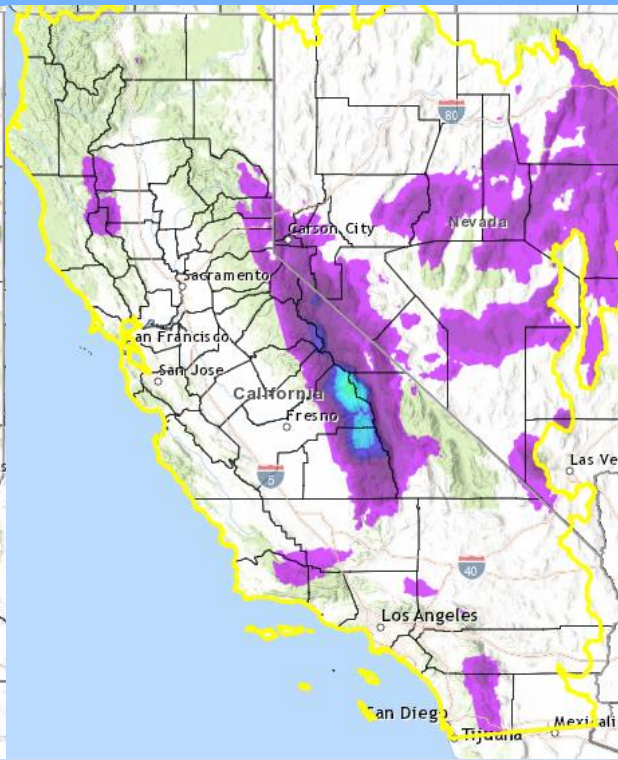 80
Carson City
Nevada
Sacramento
an Francisco
San Jose
California
Fresno
5
Las Ve
40
Los Angeles
San Diego
Tijuana
Mexicali